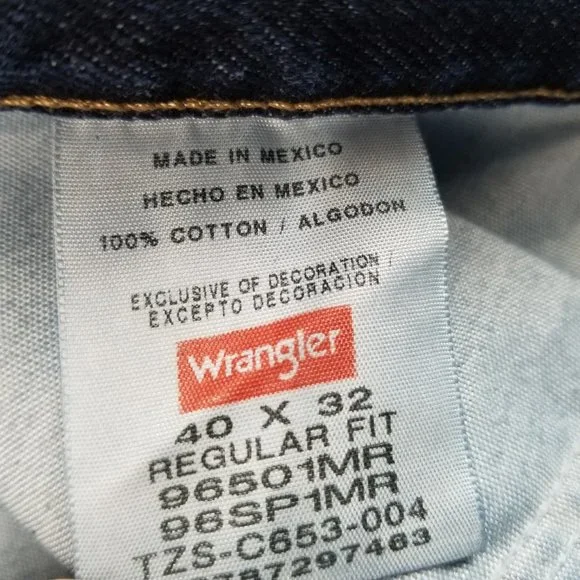 MADE IN MEXICO
HECHO EN MEXICO
100% COTTON / ALGODON
EXCLUSIVE OF DECORATION /
EXCEPTO DECORACION
Wrangler
40 X 32
REGULAR FIT
96501MR
96SP1MR
TZS-C653-004